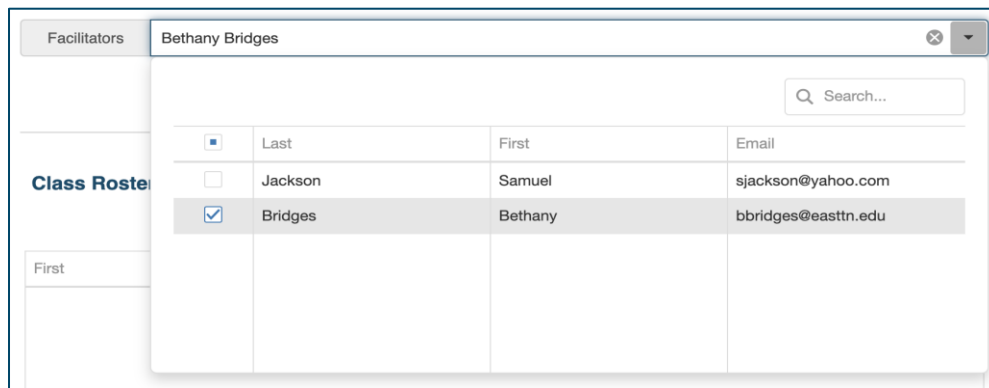 Facilitators Bethany Bridges
Search...
Last First Email
Class Roste
Jackson Samuel sjackson@yahoo.com
Bridges Bethany bbridges@easttn.edu
First